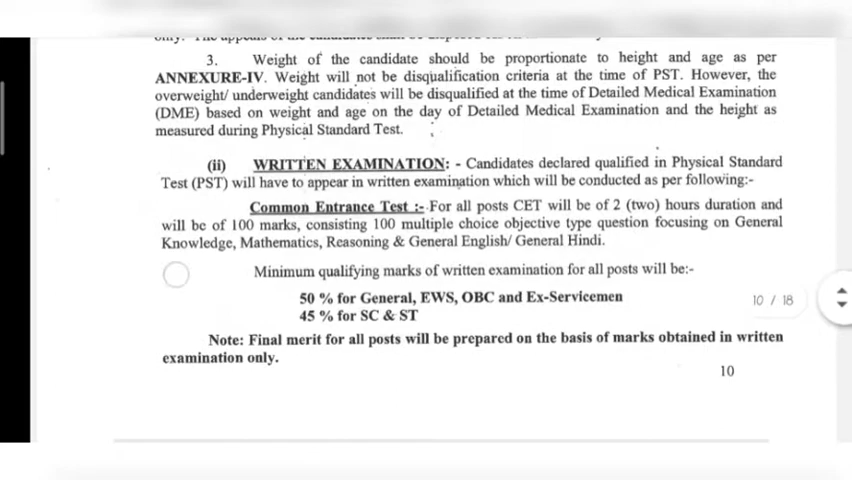 3. Weight of the candidate should be proportionate to height and age as per
ANNEXURE-IV. Weight will not be disqualification criteria at the time of PST. However, the
overweight/ underweight candidates will be disqualified at the time of Detailed Medical Examination
(DME) based on weight and age on the day of Detailed Medical Examination and the height as
measured during Physical Standard Test.
(ii) WRITTEN EXAMINATION: - Candidates declared qualified in Physical Standard
Test (PST) will have to appear in written examination which will be conducted as per following:-
Common Entrance Test :- For all posts CET will be of 2 (two) hours duration and
will be of 100 marks, consisting 100 multiple choice objective type question focusing on General
Knowledge, Mathematics, Reasoning & General English/ General Hindi.
Minimum qualifying marks of written examination for all posts will be:-
50 % for General, EWS, OBC and Ex-Servicemen
10 / 18
45 % for SC & ST
Note: Final merit for all posts will be prepared on the basis of marks obtained in written
examination only.
10